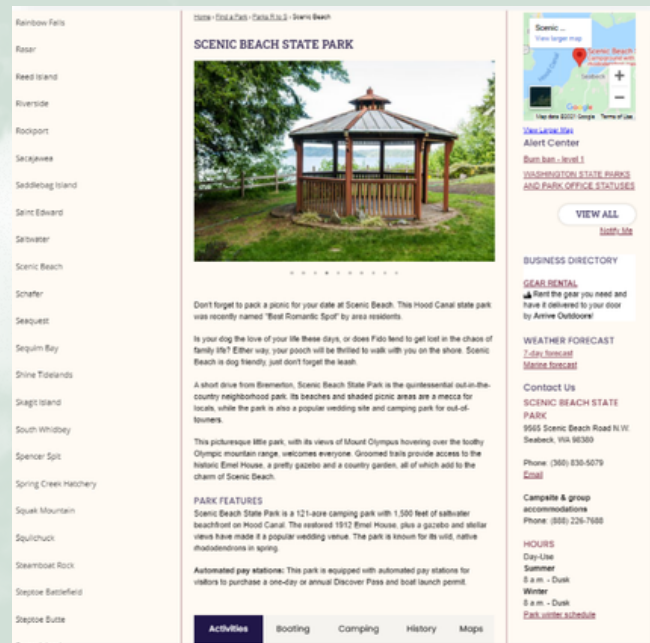 Rainbow Falls
Rasar
Reed Island
Riverside
Rockport
Sacajawea
Saddlebag Island
Saint Edward
Saltwater
Scenic Beach
Schafer
Seaquest
Sequim Bay
Shine Tidelands
Skagit Island
South Whidbey
Spencer Spit
Spring Creek Hatchery
Squak Mountain
Squilchuck
Steamboat Rock
Steptoe Battlefield
Steptoe Butte
Home › Find a Park › Parks R to S › Scenic Beach
SCENIC BEACH STATE PARK
Don't forget to pack a picnic for your date at Scenic Beach. This Hood Canal state park
was recently named "Best Romantic Spot" by area residents.
Is your dog the love of your life these days, or does Fido tend to get lost in the chaos of
family life? Either way, your pooch will be thrilled to walk with you on the shore. Scenic
Beach is dog friendly, just don't forget the leash.
A short drive from Bremerton, Scenic Beach State Park is the quintessential out-in-the-
country neighborhood park. Its beaches and shaded picnic areas are a mecca for
locals, while the park is also a popular wedding site and camping park for out-of-
towners.
This picturesque little park, with its views of Mount Olympus hovering over the toothy
Olympic mountain range, welcomes everyone. Groomed trails provide access to the
historic Emel House, a pretty gazebo and a country garden, all of which add to the
charm of Scenic Beach.
PARK FEATURES
Scenic Beach State Park is a 121-acre camping park with 1,500 feet of saltwater
beachfront on Hood Canal. The restored 1912 Emel House, plus a gazebo and stellar
views have made it a popular wedding venue. The park is known for its wild, native
rhododendrons in spring.
Automated pay stations: This park is equipped with automated pay stations for
visitors to purchase a one-day or annual Discover Pass and boat launch permit.
Activities
Boating
Camping
History
Maps
Scenic ...
View larger map
Scenic Beach
Hood Canal
Seabeck
+
−
Google
Map data ©2021 Google
Terms of Use
View Larger Map
Alert Center
Burn ban - level 1
WASHINGTON STATE PARKS
AND PARK OFFICE STATUSES
VIEW ALL
Notify Me
BUSINESS DIRECTORY
GEAR RENTAL
Rent the gear you need and
have it delivered to your door
by Arrive Outdoors!
WEATHER FORECAST
7-day forecast
Marine forecast
Contact Us
SCENIC BEACH STATE
PARK
9565 Scenic Beach Road N.W.
Seabeck, WA 98380
Phone: (360) 830-5079
Email
Campsite & group
accommodations
Phone: (888) 226-7688
HOURS
Day-Use
Summer
8 a.m. - Dusk
Winter
8 a.m. - Dusk
Park winter schedule